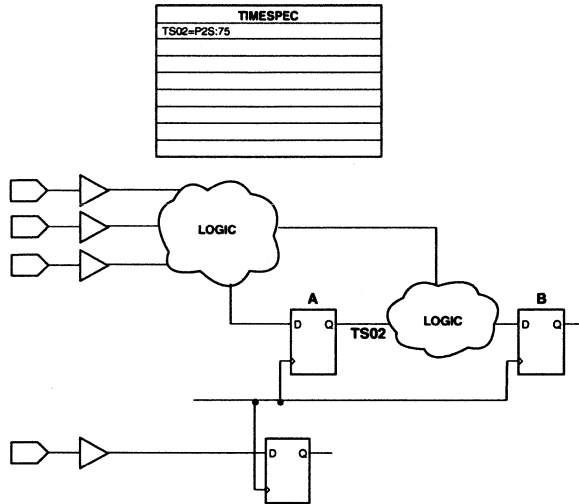 TIMESPEC
TS02=P2S:75
LOGIC
A
B
D Q
TS02
LOGIC
D Q
D Q